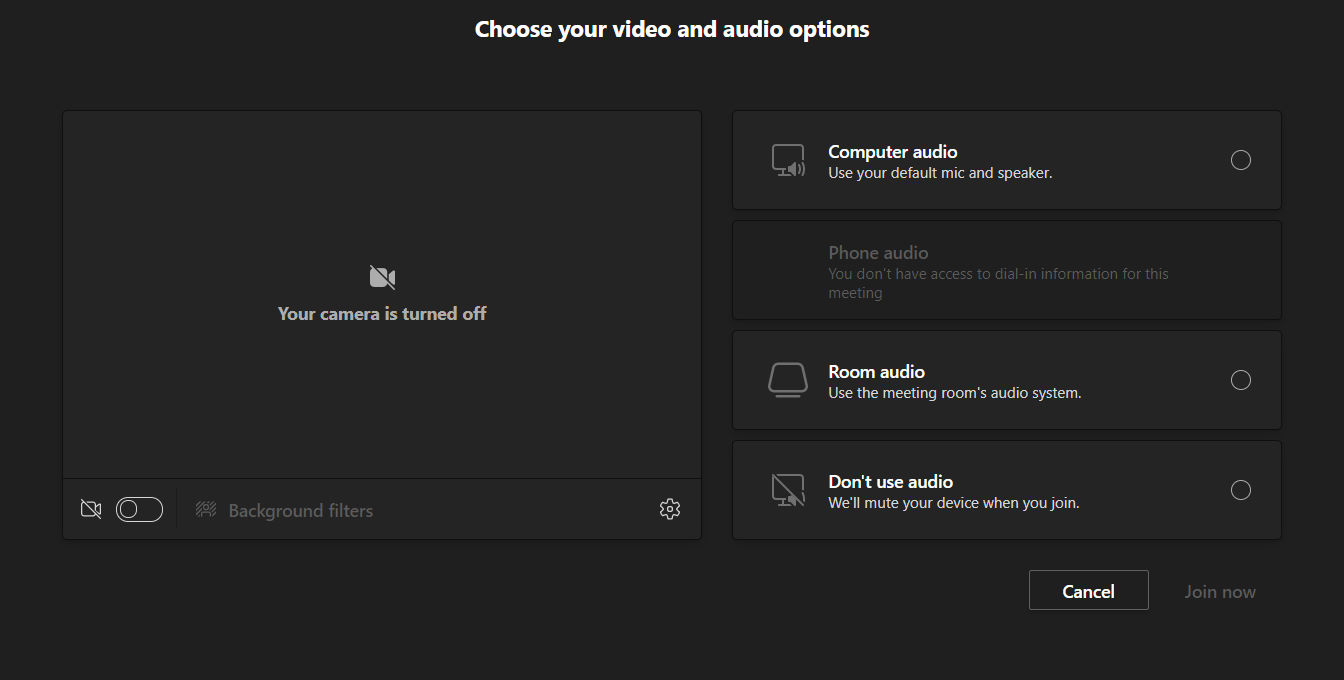 Choose your video and audio options
Your camera is turned off
Background filters
Computer audio
Use your default mic and speaker.
Phone audio
You don't have access to dial-in information for this
meeting
Room audio
Use the meeting room's audio system.
Don't use audio
We'll mute your device when you join.
Cancel
Join now